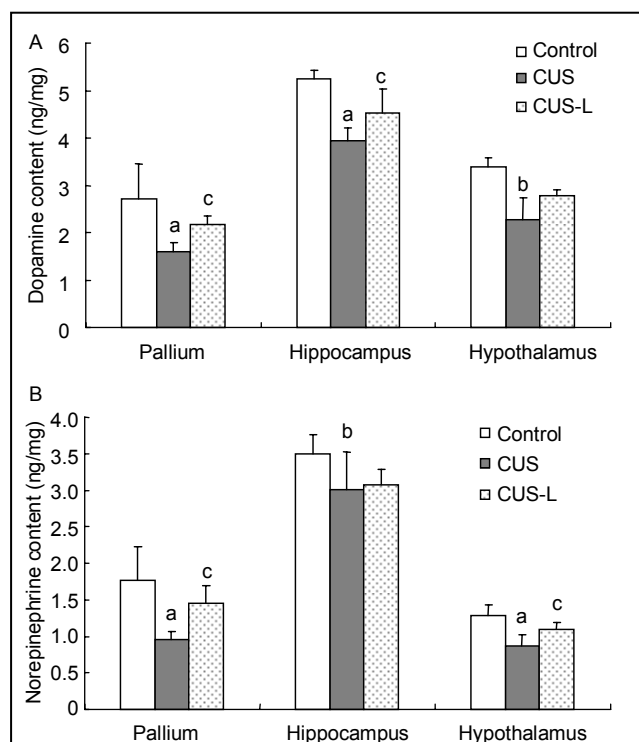 A
Dopamine content (ng/mg)
6
5
4
3
2
1
0
Control
CUS
CUS-L
a
c
a
c
b
Pallium
Hippocampus
Hypothalamus
B
Norepinephrine content (ng/mg)
4.0
3.5
3.0
2.5
2.0
1.5
1.0
0.5
0.0
Control
CUS
CUS-L
a
c
b
a
c
Pallium
Hippocampus
Hypothalamus